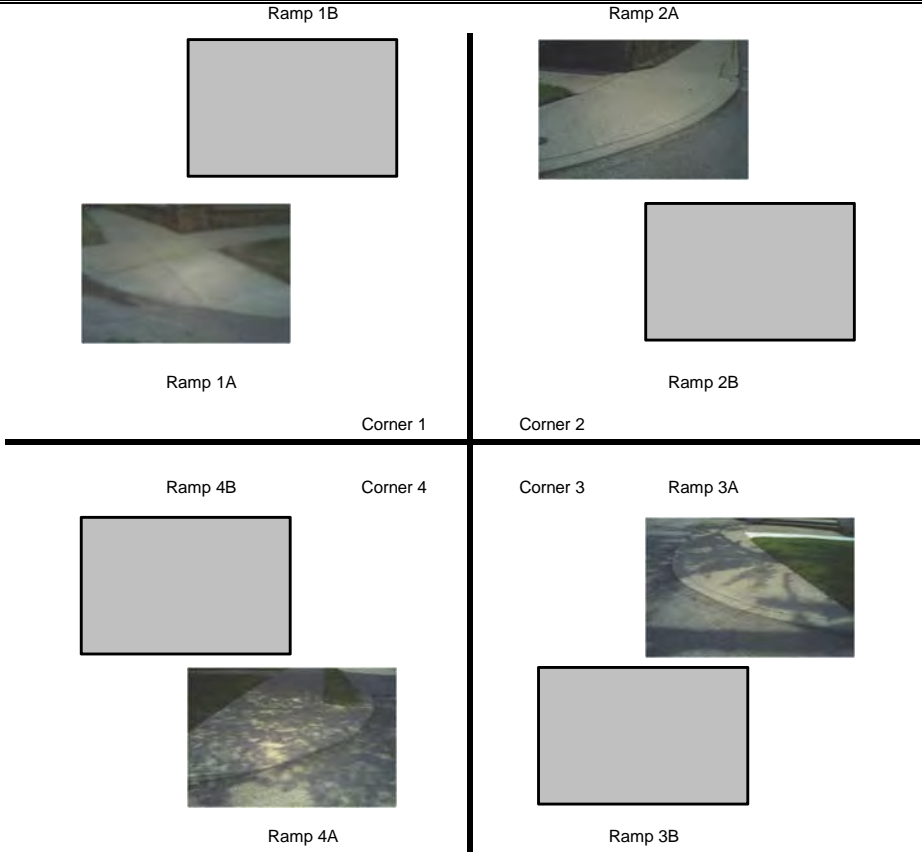 Ramp 1B
Ramp 2A
Ramp 1A
Ramp 2B
Corner 1
Corner 2
Ramp 4B
Corner 4
Corner 3
Ramp 3A
Ramp 4A
Ramp 3B